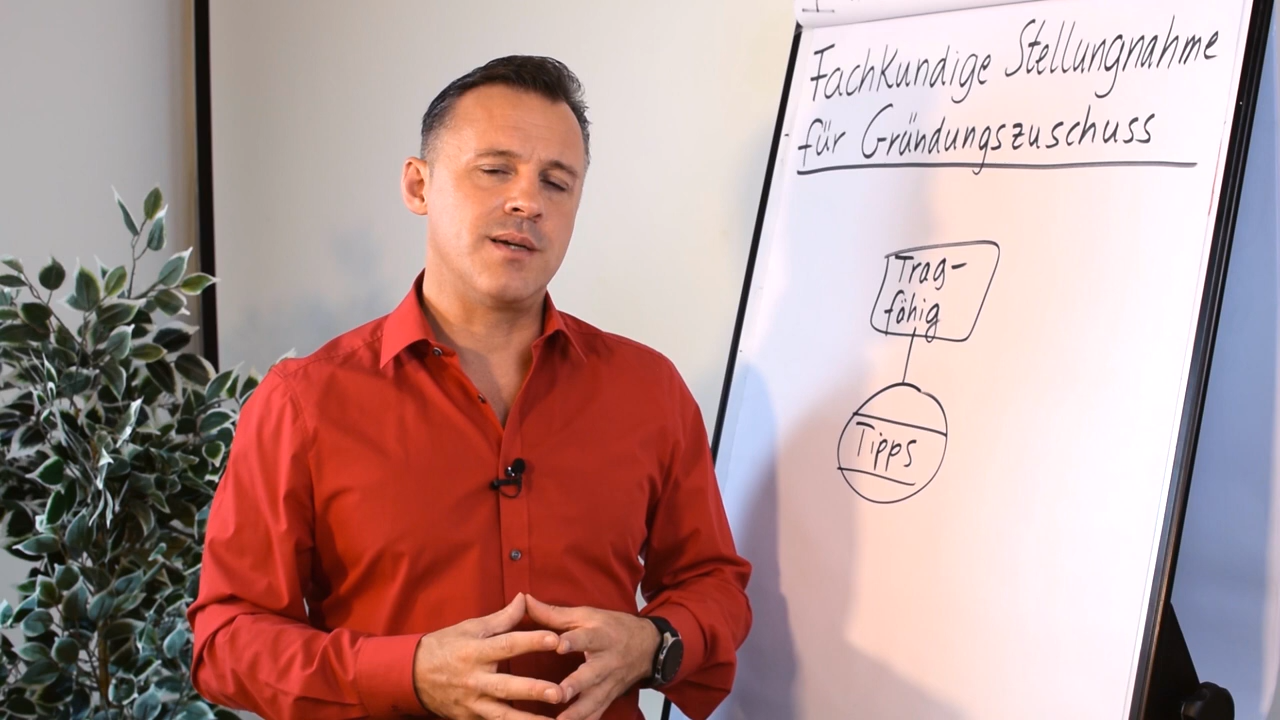 Fachkundige Stellungnahme
für Gründungszuschuss
Trag-
fähig
Tipps